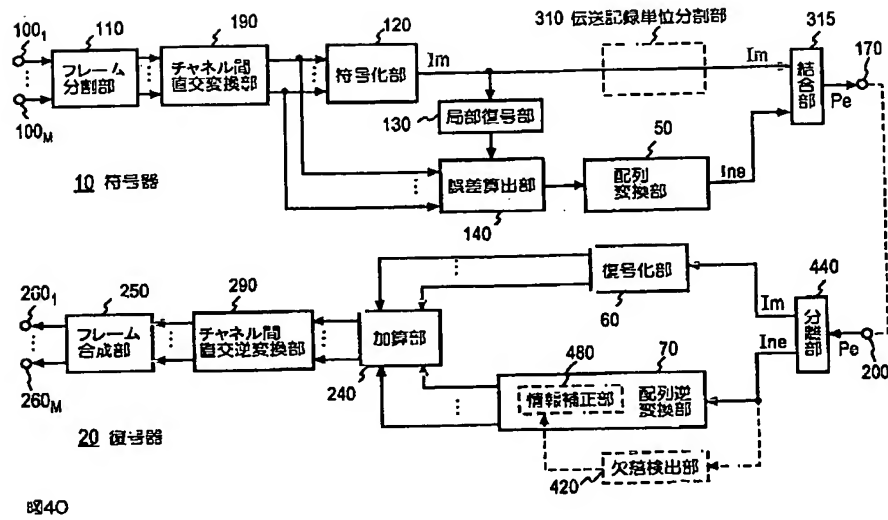 110
190
120
310 伝送記録単位分割部
315
100₁
フレーム
分割部
チャネル間
直交変換部
符号化部
Im
Im
結合部
170
100M
Pe
局部復号部
130
50
10 符号器
誤差算出部
配列
変換部
Ine
140
260₁
250
290
復号化部
440
フレーム
合成部
チャネル間
直交逆変換部
加算部
60
Im
分離部
Ine
Pe
200
240
480
70
260M
情報補正部
配列逆
変換部
20 復号器
欠落検出部
420
図40